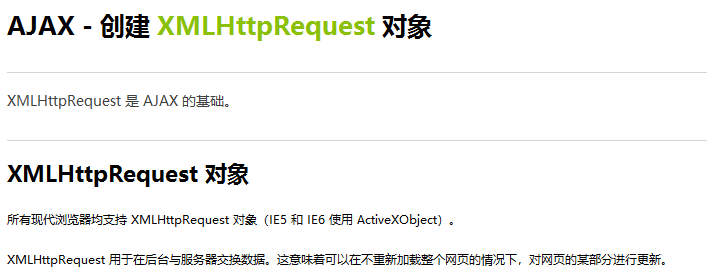 AJAX - 创建 XMLHttpRequest 对象
XMLHttpRequest 是 AJAX 的基础。
XMLHttpRequest 对象
所有现代浏览器均支持 XMLHttpRequest 对象（IE5 和 IE6 使用 ActiveXObject）。
XMLHttpRequest 用于在后台与服务器交换数据。这意味着可以在不重新加载整个网页的情况下，对网页的某部分进行更新。